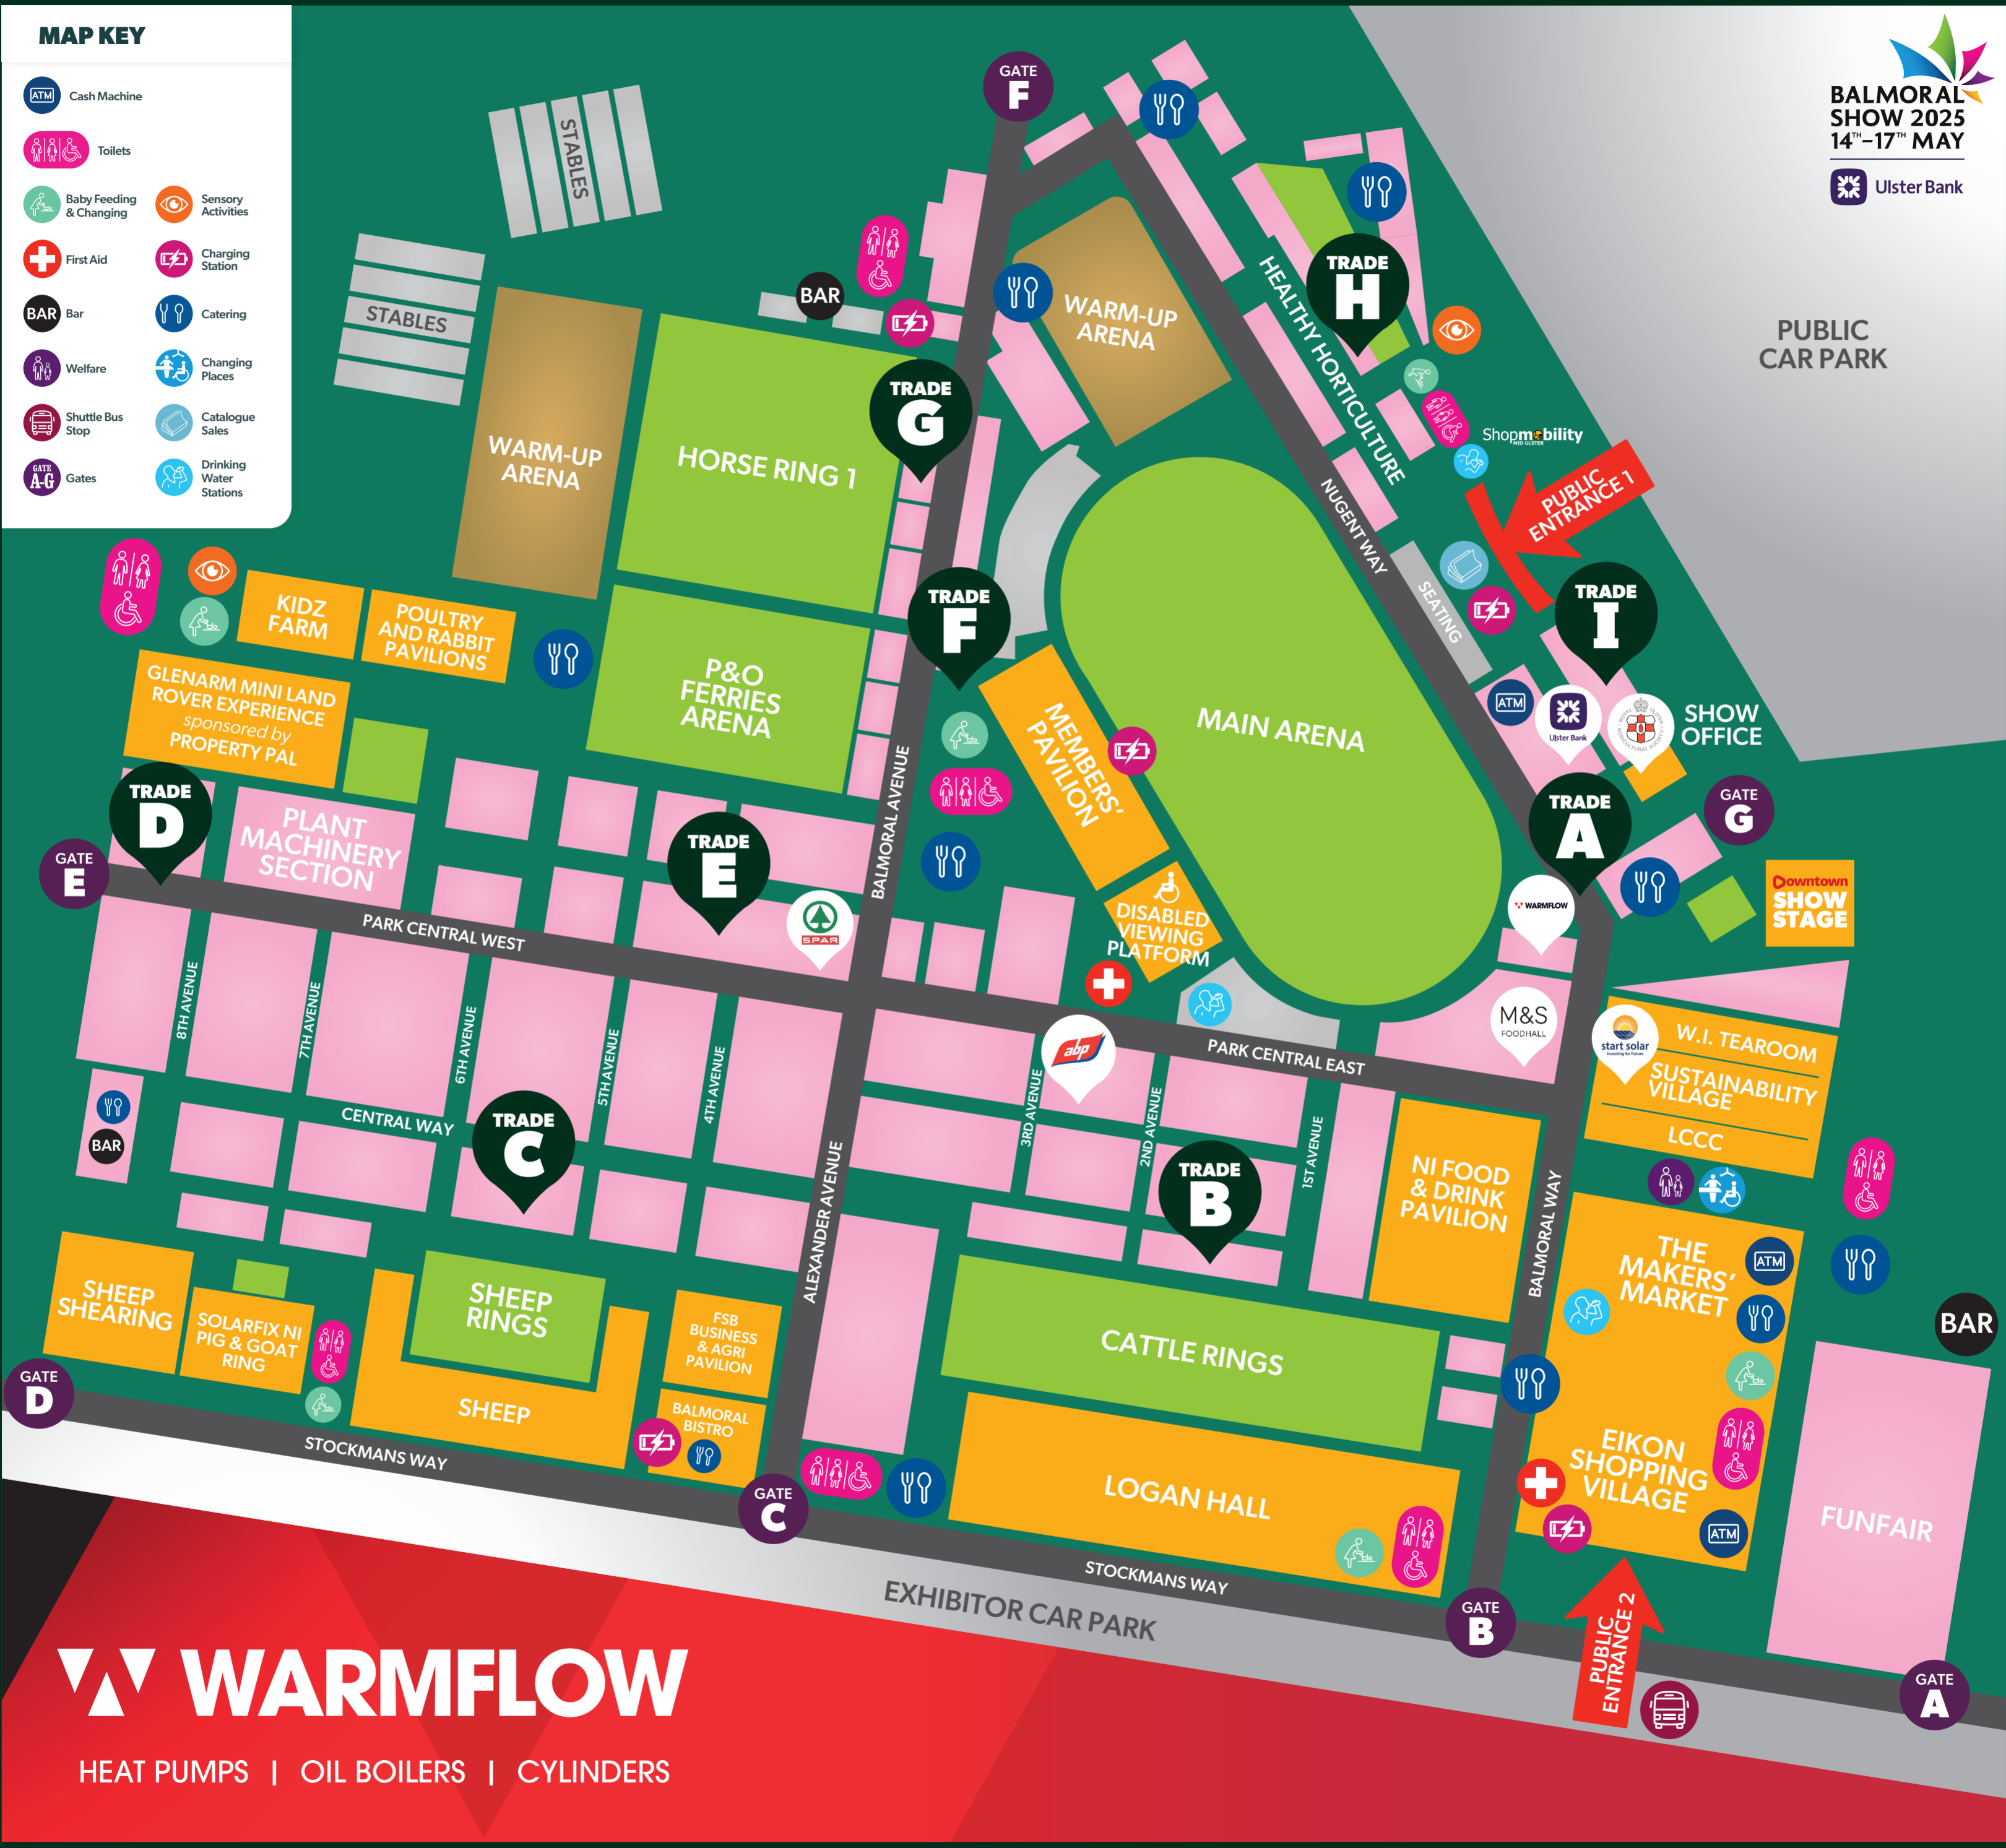 MAP KEY
ATM
Cash Machine
Toilets
Baby Feeding
& Changing
Sensory
Activities
First Aid
Charging
Station
BAR
Bar
Catering
Welfare
Changing
Places
Shuttle Bus
Stop
Catalogue
Sales
GATE
A-G
Gates
Drinking
Water
Stations
BALMORAL
SHOW 2025
14TH–17TH MAY
Ulster Bank
PUBLIC
CAR PARK
GATE
F
STABLES
STABLES
BAR
WARM-UP
ARENA
WARM-UP
ARENA
HORSE RING 1
TRADE
G
TRADE
H
HEALTHY HORTICULTURE
Shopmobility
MID ULSTER
PUBLIC
ENTRANCE 1
NUGENT WAY
SEATING
TRADE
I
ATM
Ulster Bank
SHOW
OFFICE
KIDZ
FARM
POULTRY
AND RABBIT
PAVILIONS
GLENARM MINI LAND
ROVER EXPERIENCE
sponsored by
PROPERTY PAL
P&O
FERRIES
ARENA
TRADE
F
MEMBERS'
PAVILION
MAIN ARENA
TRADE
A
GATE
G
Downtown
SHOW
STAGE
WARMFLOW
TRADE
D
GATE
E
PLANT
MACHINERY
SECTION
TRADE
E
SPAR
BALMORAL AVENUE
DISABLED
VIEWING
PLATFORM
PARK CENTRAL WEST
PARK CENTRAL EAST
abp
M&S
FOODHALL
start solar
Investing for Future
W.I. TEAROOM
SUSTAINABILITY
VILLAGE
LCCC
8TH AVENUE
7TH AVENUE
6TH AVENUE
5TH AVENUE
4TH AVENUE
3RD AVENUE
2ND AVENUE
1ST AVENUE
BAR
CENTRAL WAY
TRADE
C
ALEXANDER AVENUE
TRADE
B
NI FOOD
& DRINK
PAVILION
BALMORAL WAY
THE
MAKERS'
MARKET
ATM
BAR
SHEEP
SHEARING
SOLARFIX NI
PIG & GOAT
RING
SHEEP
RINGS
SHEEP
FSB
BUSINESS
& AGRI
PAVILION
BALMORAL
BISTRO
CATTLE RINGS
LOGAN HALL
EIKON
SHOPPING
VILLAGE
ATM
FUNFAIR
GATE
D
STOCKMANS WAY
GATE
C
STOCKMANS WAY
EXHIBITOR CAR PARK
GATE
B
PUBLIC
ENTRANCE 2
GATE
A
WARMFLOW
HEAT PUMPS | OIL BOILERS | CYLINDERS